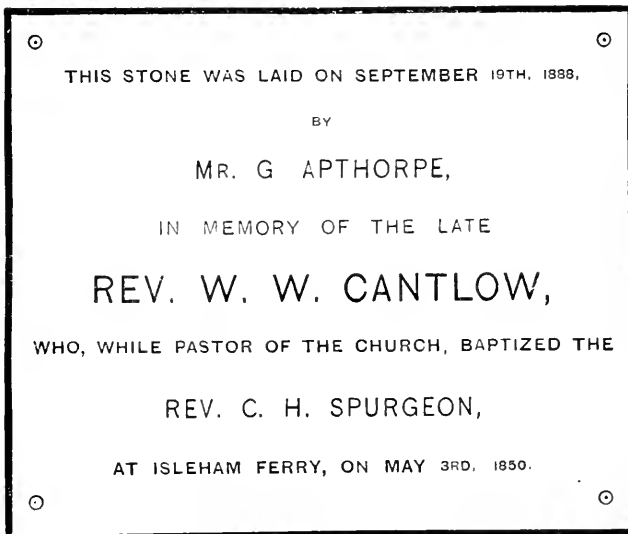 THIS STONE WAS LAID ON SEPTEMBER 19TH, 1888,
BY
MR. G APTHORPE,
IN MEMORY OF THE LATE
REV. W. W. CANTLOW,
WHO, WHILE PASTOR OF THE CHURCH, BAPTIZED THE
REV. C. H. SPURGEON,
AT ISLEHAM FERRY, ON MAY 3RD, 1850.